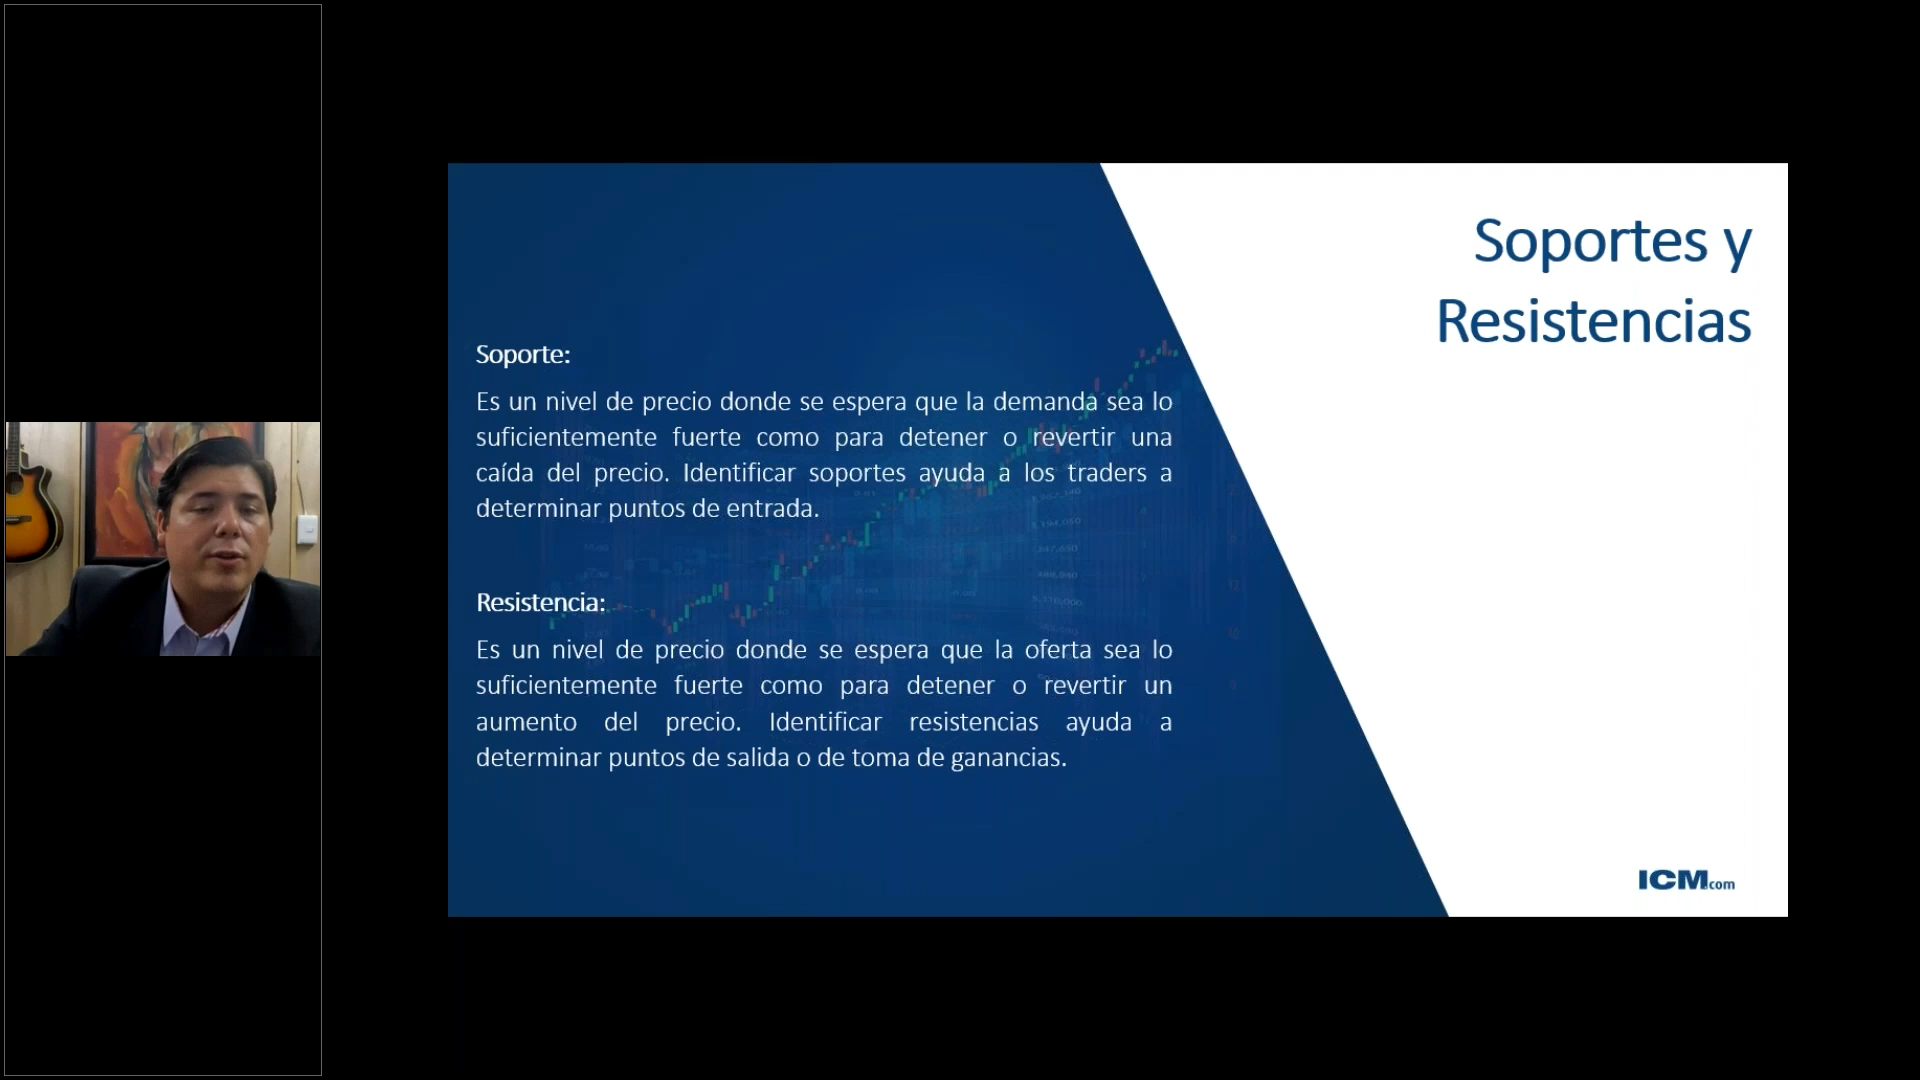 Soportes y
Resistencias
Soporte:
Es un nivel de precio donde se espera que la demanda sea lo
suficientemente fuerte como para detener o revertir una
caída del precio. Identificar soportes ayuda a los traders a
determinar puntos de entrada.
Resistencia:
Es un nivel de precio donde se espera que la oferta sea lo
suficientemente fuerte como para detener o revertir un
aumento del precio. Identificar resistencias ayuda a
determinar puntos de salida o de toma de ganancias.
ICM.com